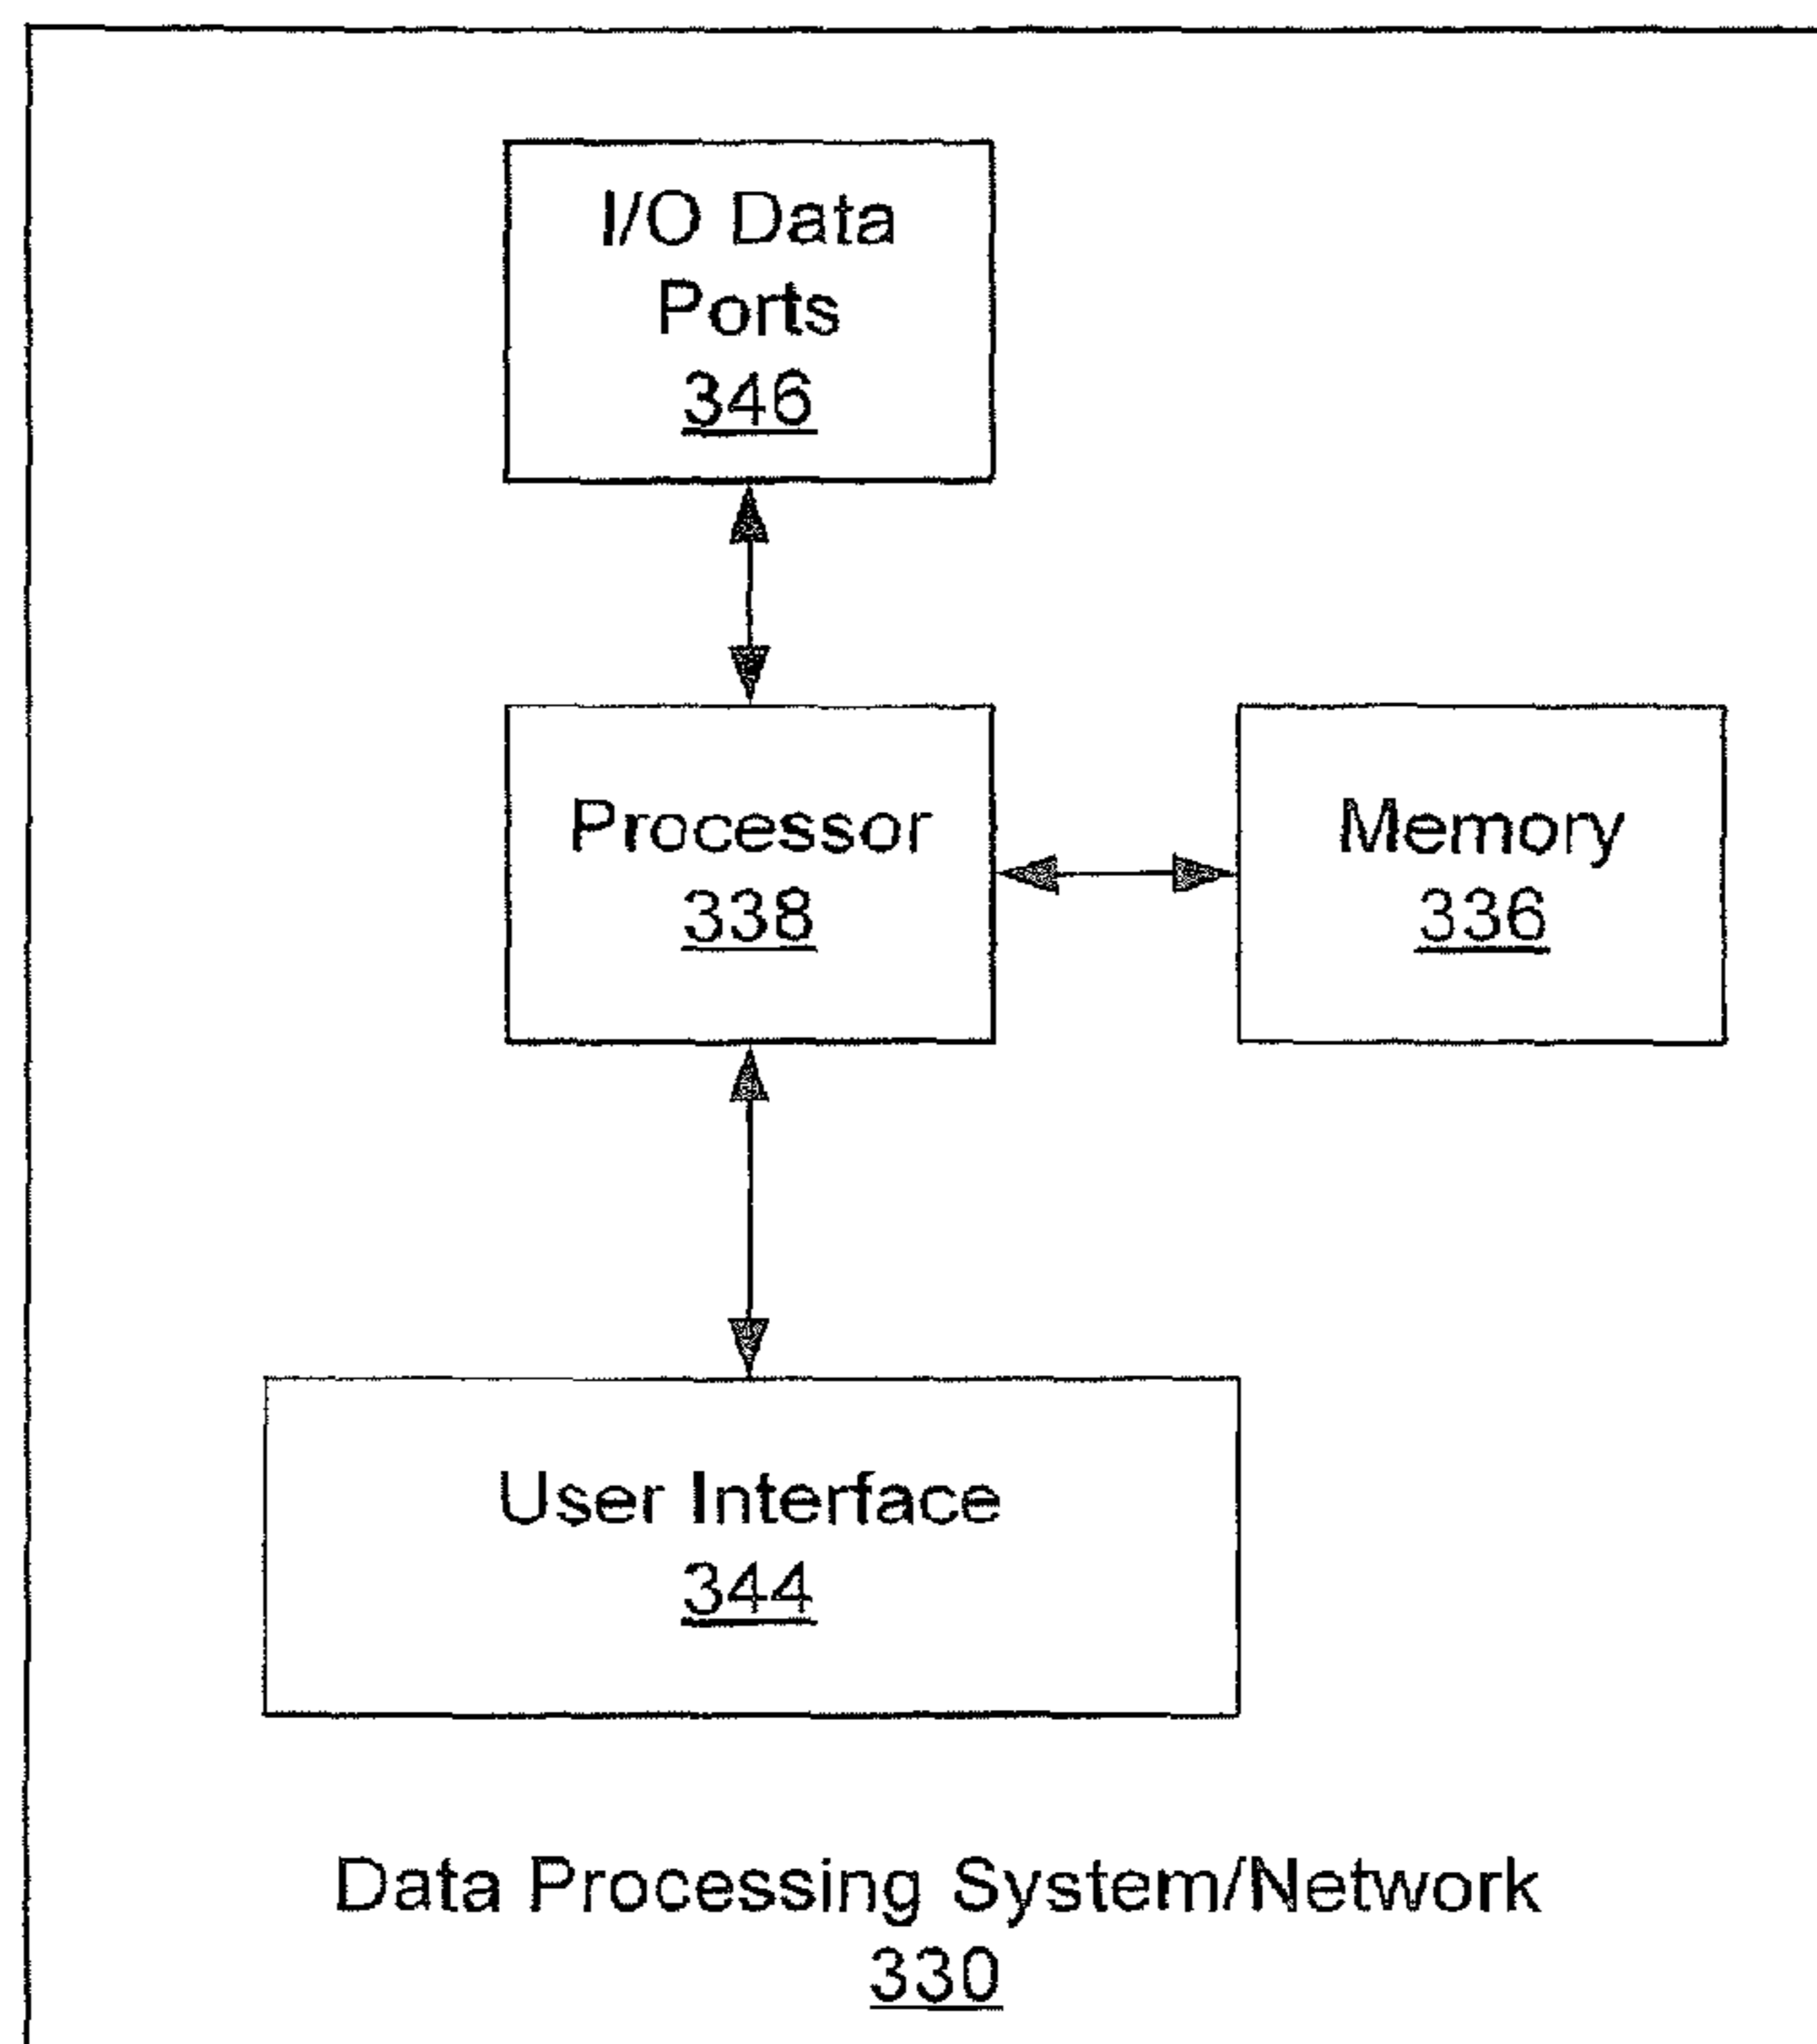 I/O Data
Ports
346
Processor
338
Memory
336
User Interface
344
Data Processing System/Network
330